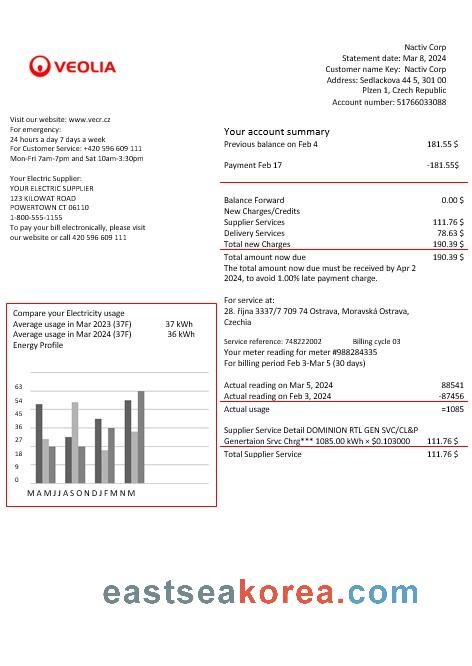 VEOLIA
Nactiv Corp
Statement date: Mar 8, 2024
Customer name Key: Nactiv Corp
Address: Sedlackova 44 5, 301 00
Plzen 1, Czech Republic
Account number: 51766033088
Visit our website: www.vecr.cz
For emergency:
24 hours a day 7 days a week
For Customer Service: +420 596 609 111
Mon-Fri 7am-7pm and Sat 10am-3:30pm
Your Electric Supplier:
YOUR ELECTRIC SUPPLIER
123 KILOWAT ROAD
POWERTOWN CT 06110
1-800-555-1155
To pay your bill electronically, please visit
our website or call 420 596 609 111
Your account summary
Previous balance on Feb 4 181.55 $
Payment Feb 17 -181.55$
Balance Forward 0.00 $
New Charges/Credits
Supplier Services 111.76 $
Delivery Services 78.63 $
Total new Charges 190.39 $
Total amount now due 190.39 $
The total amount now due must be received by Apr 2
2024, to avoid 1.00% late payment charge.
For service at:
28. října 3337/7 709 74 Ostrava, Moravská Ostrava,
Czechia
Service reference: 748222002 Billing cycle 03
Your meter reading for meter #988284335
For billing period Feb 3-Mar 5 (30 days)
Actual reading on Mar 5, 2024 88541
Actual reading on Feb 3, 2024 -87456
Actual usage =1085
Supplier Service Detail DOMINION RTL GEN SVC/CL&P
Genertaion Srvc Chrg*** 1085.00 kWh × $0.103000 111.76 $
Total Supplier Service 111.76 $
Compare your Electricity usage
Average usage in Mar 2023 (37F) 37 kWh
Average usage in Mar 2024 (37F) 36 kWh
Energy Profile
63
54
45
36
27
18
9
0
M A M J J A S O N D J F M N M
eastseakorea.com